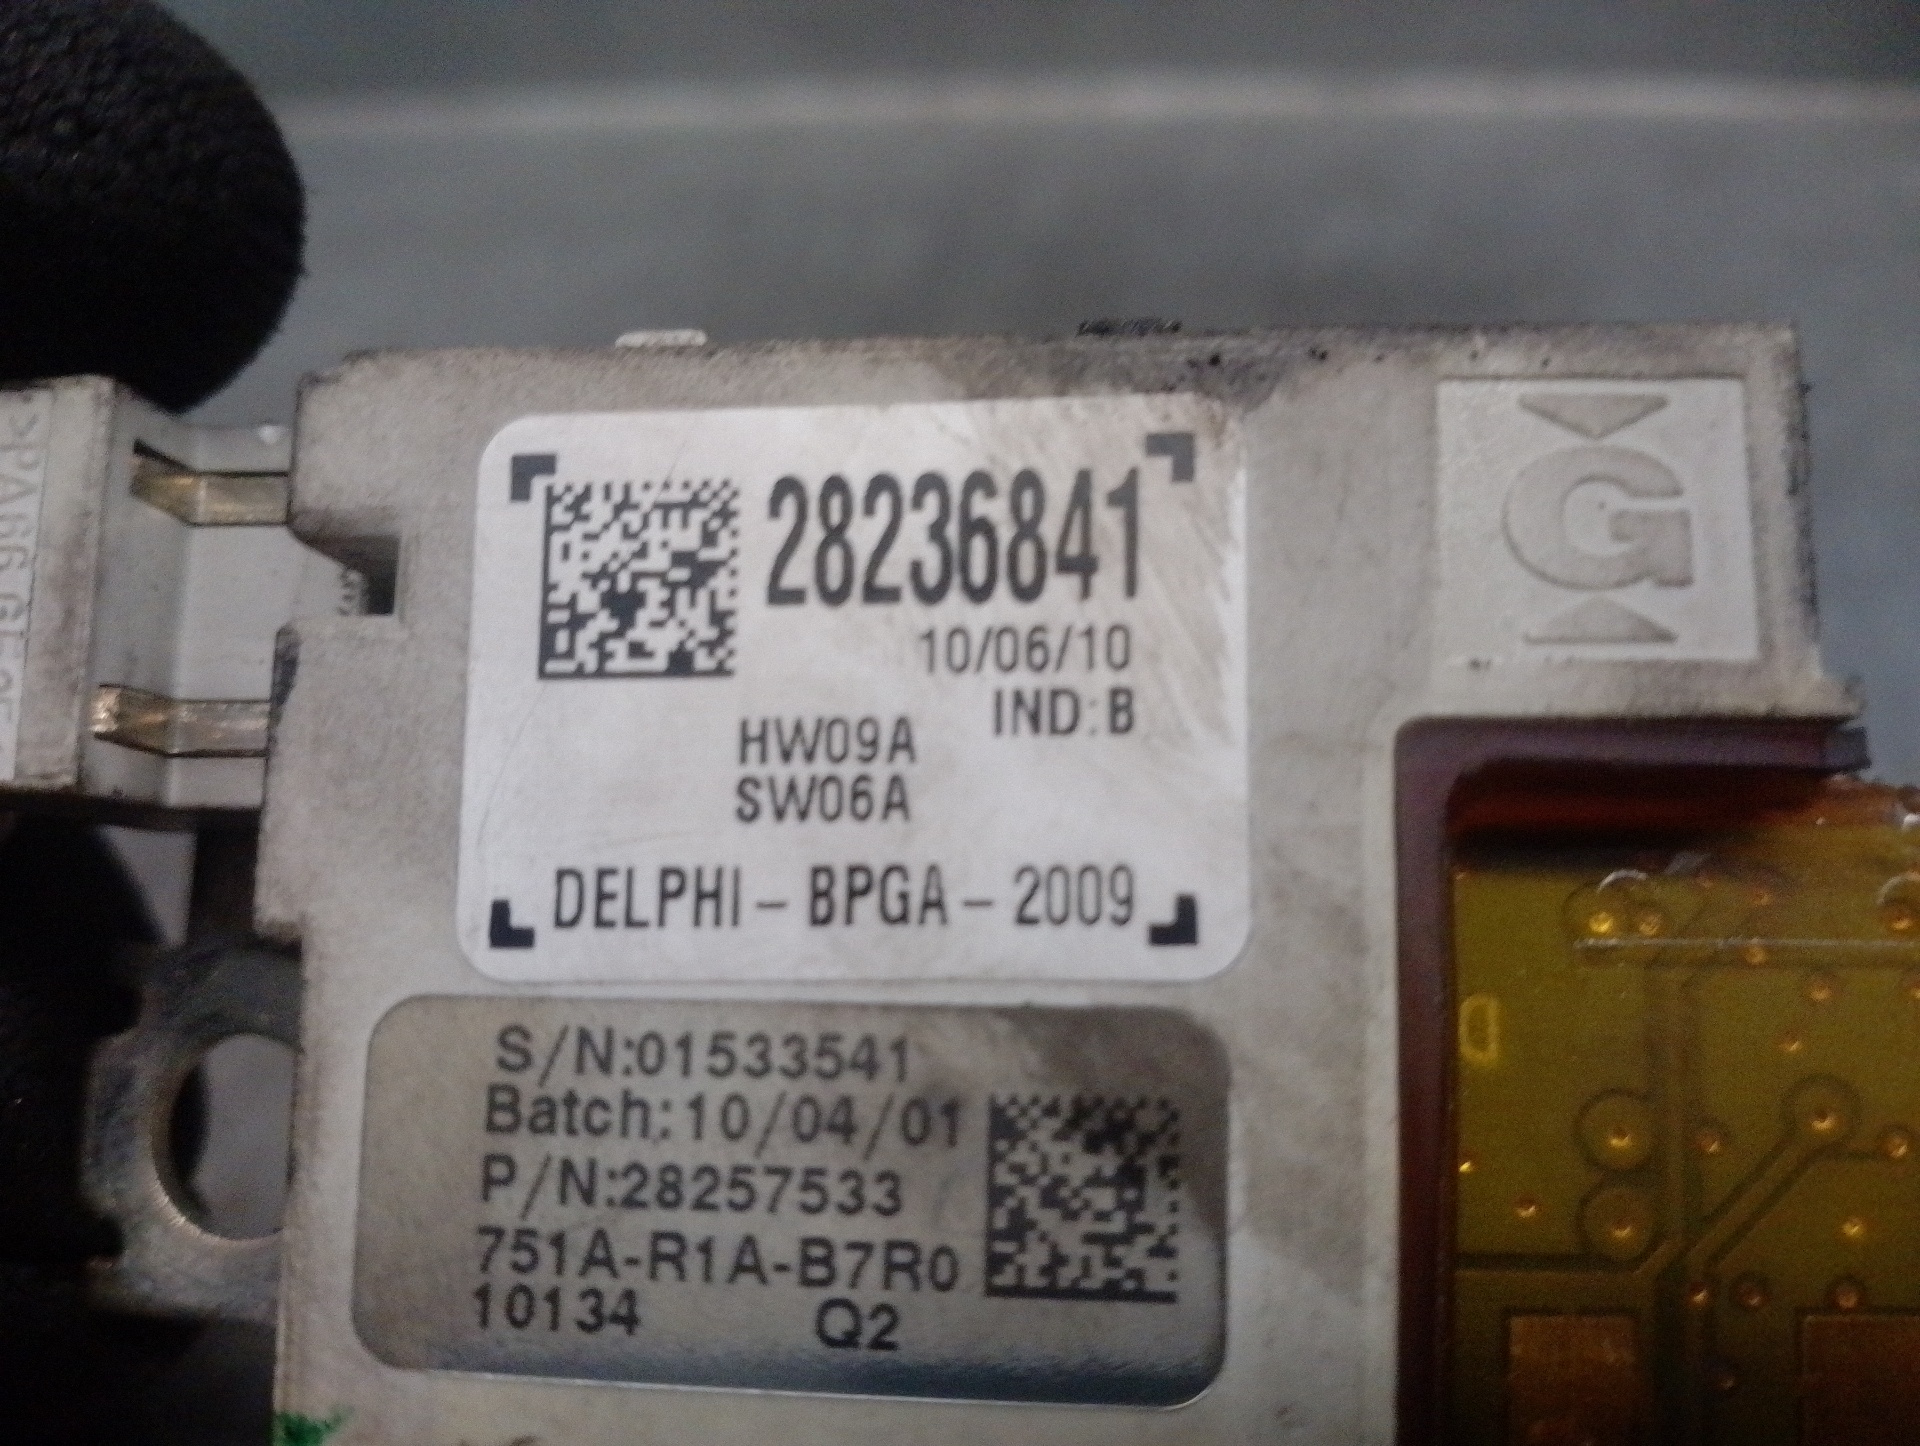 28236841
10/06/10
IND:B
HW09A
SW06A
DELPHI - BPGA - 2009
G
S/N:01533541
Batch:10/04/01
P/N:28257533
751A-R1A-B7R0
10134 Q2